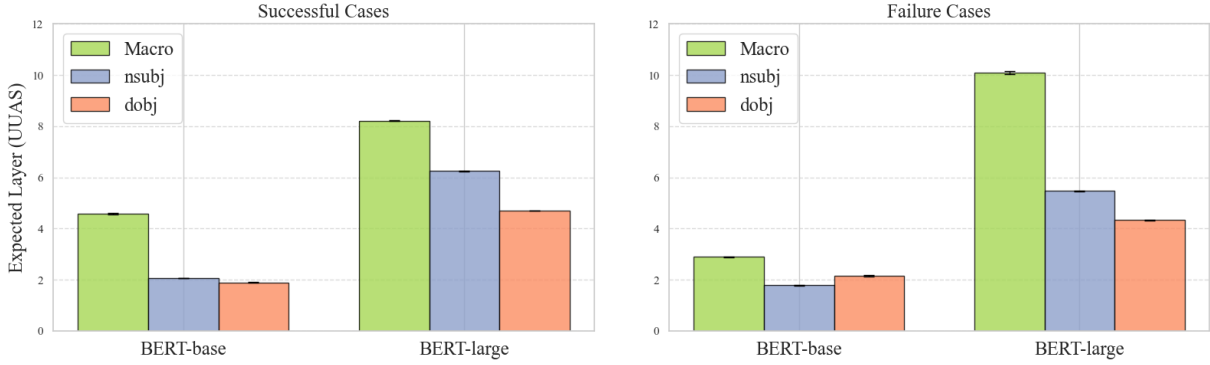 Successful Cases
Expected Layer (UUAS)
12
10
8
6
4
2
0
Macro
nsubj
dobj
BERT-base
BERT-large
Failure Cases
12
10
8
6
4
2
0
Macro
nsubj
dobj
BERT-base
BERT-large